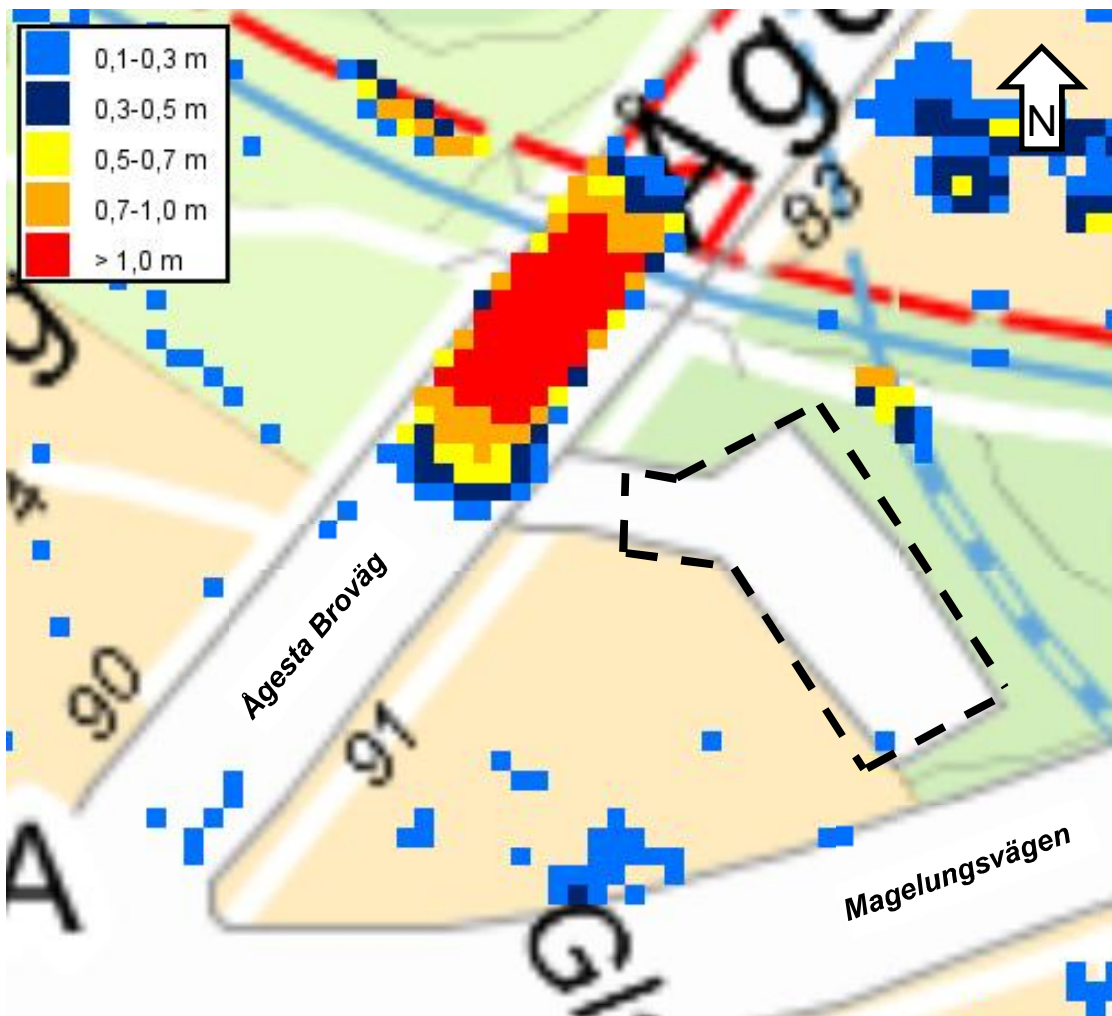 0,1-0,3 m
0,3-0,5 m
0,5-0,7 m
0,7-1,0 m
> 1,0 m
N
83
Ågesta Broväg
90
91
Magelungsvägen
A